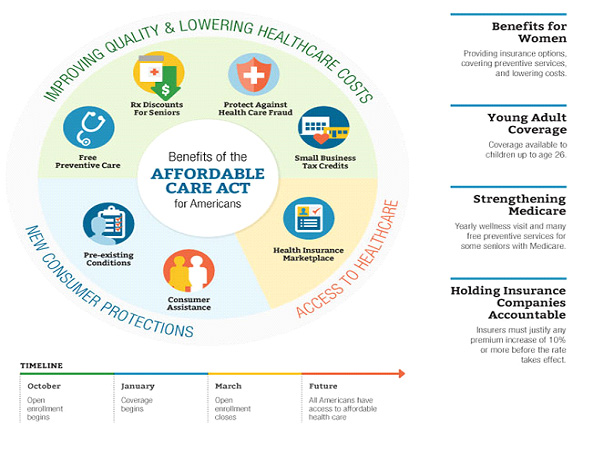 IMPROVING QUALITY & LOWERING HEALTHCARE COSTS
Rx Discounts
For Seniors
Protect Against
Health Care Fraud
Free
Preventive Care
Small Business
Tax Credits
Benefits of the
AFFORDABLE
CARE ACT
for Americans
Pre-existing
Conditions
Consumer
Assistance
Health Insurance
Marketplace
NEW CONSUMER PROTECTIONS
ACCESS TO HEALTHCARE
Benefits for
Women
Providing insurance options,
covering preventive services,
and lowering costs.
Young Adult
Coverage
Coverage available to
children up to age 26.
Strengthening
Medicare
Yearly wellness visit and many
free preventive services for
some seniors with Medicare.
Holding Insurance
Companies
Accountable
Insurers must justify any
premium increase of 10%
or more before the rate
takes effect.
TIMELINE
October
Open
enrollment
begins
January
Coverage
begins
March
Open
enrollment
closes
Future
All Americans have
access to affordable
health care